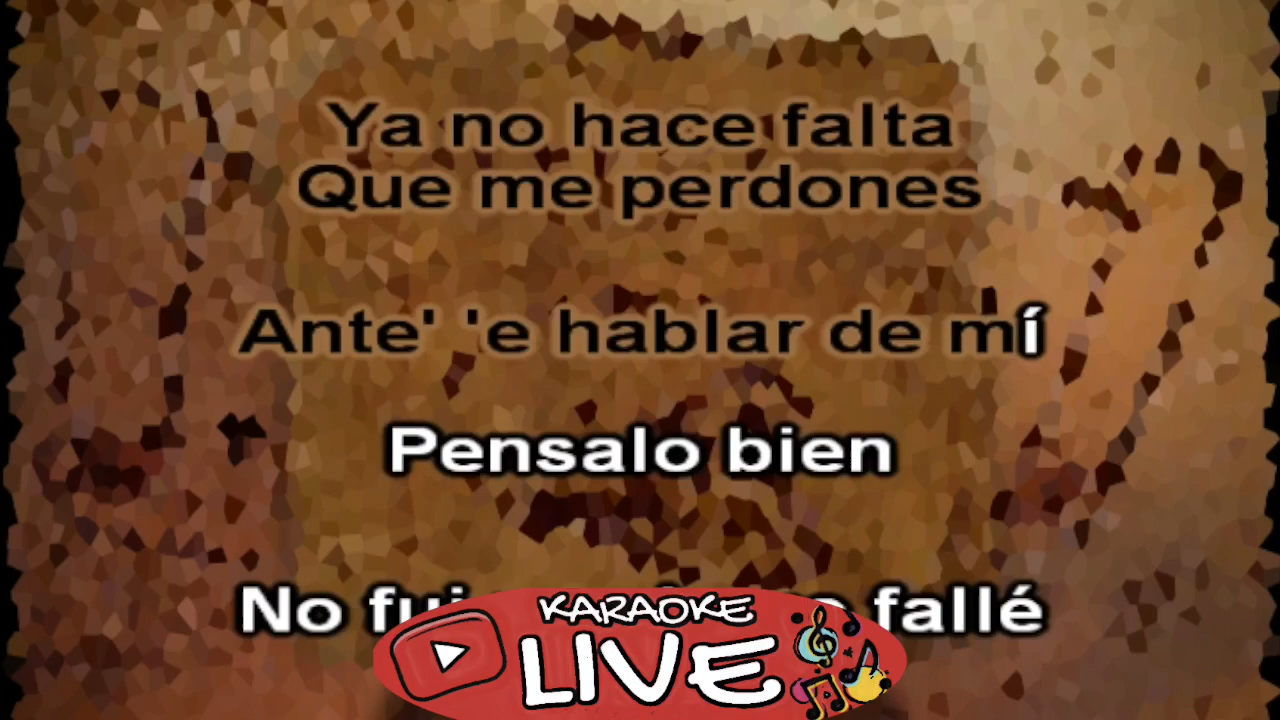 Ya no hace falta
Que me perdones
Ante' 'e hablar de mí
Pensalo bien
No fui fallé
KARAOKE
LIVE